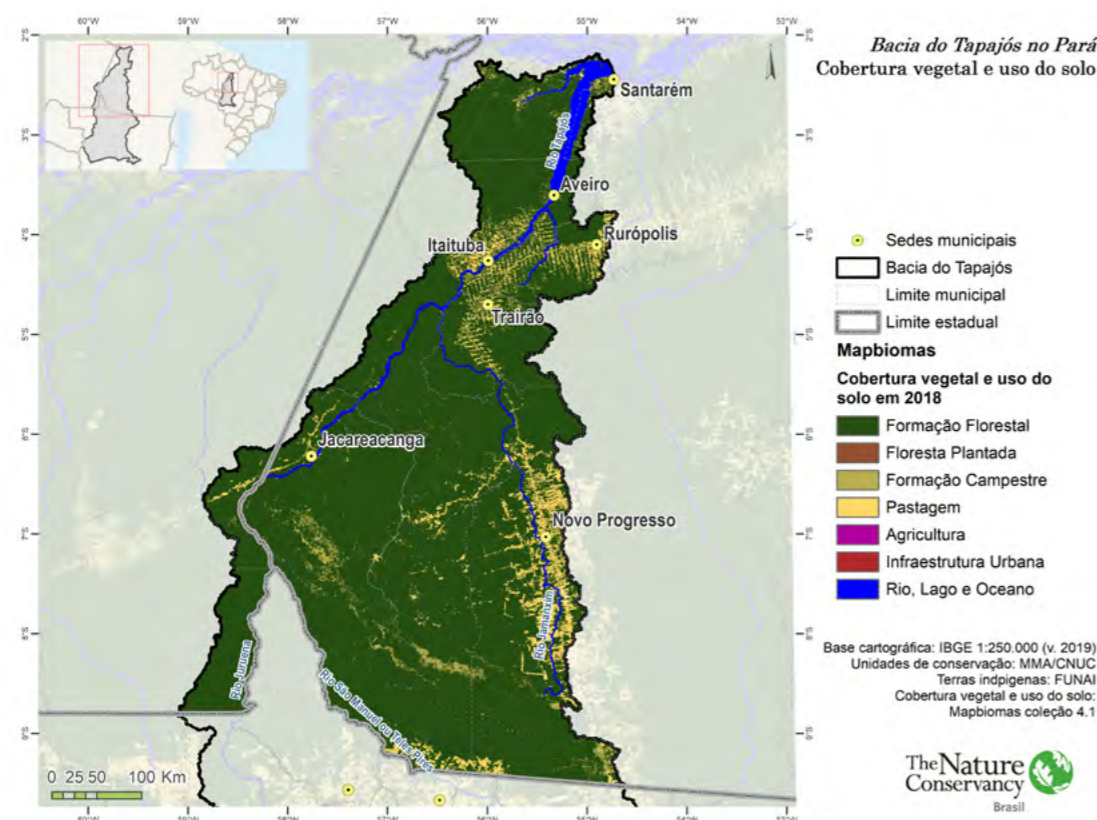 60°W 59°W 58°W 57°W 56°W 55°W 54°W 53°W
2°S
3°S
4°S
5°S
6°S
7°S
8°S
9°S
Santarém
Rio Tapajós
Aveiro
Rurópolis
Itaituba
Trairão
Jacareacanga
Novo Progresso
Rio Jamanxim
Rio Juruena
Rio São Manuel ou Teles Pires
0 25 50 100 Km
Bacia do Tapajós no Pará
Cobertura vegetal e uso do solo
Sedes municipais
Bacia do Tapajós
Limite municipal
Limite estadual
Mapbiomas
Cobertura vegetal e uso do
solo em 2018
Formação Florestal
Floresta Plantada
Formação Campestre
Pastagem
Agricultura
Infraestrutura Urbana
Rio, Lago e Oceano
Base cartográfica: IBGE 1:250.000 (v. 2019)
Unidades de conservação: MMA/CNUC
Terras indpigenas: FUNAI
Cobertura vegetal e uso do solo:
Mapbiomas coleção 4.1
The Nature
Conservancy
Brasil